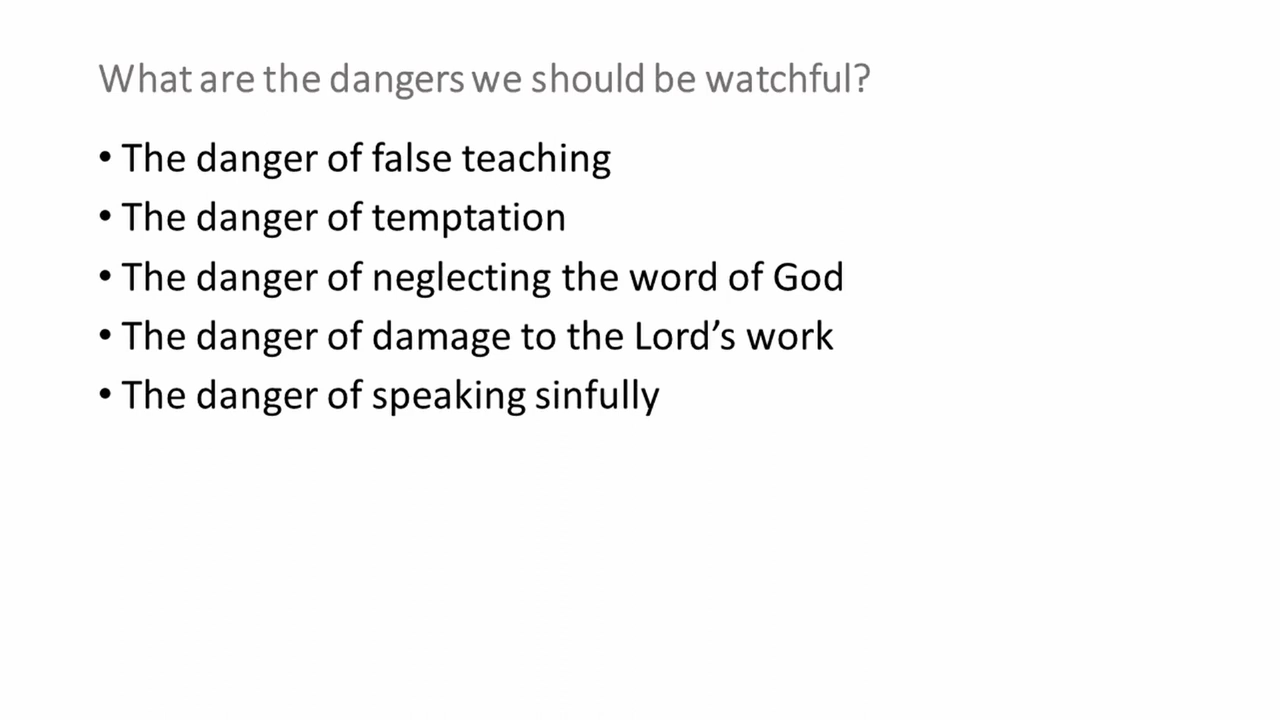 What are the dangers we should be watchful?
• The danger of false teaching
• The danger of temptation
• The danger of neglecting the word of God
• The danger of damage to the Lord’s work
• The danger of speaking sinfully